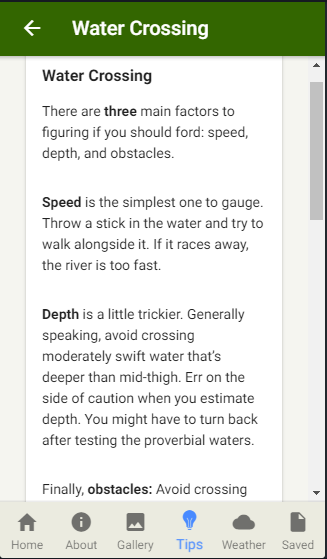 Water Crossing
Water Crossing
There are three main factors to
figuring if you should ford: speed,
depth, and obstacles.
Speed is the simplest one to gauge.
Throw a stick in the water and try to
walk alongside it. If it races away,
the river is too fast.
Depth is a little trickier. Generally
speaking, avoid crossing
moderately swift water that’s
deeper than mid-thigh. Err on the
side of caution when you estimate
depth. You might have to turn back
after testing the proverbial waters.
Finally, obstacles: Avoid crossing
Home About Gallery Tips Weather Saved